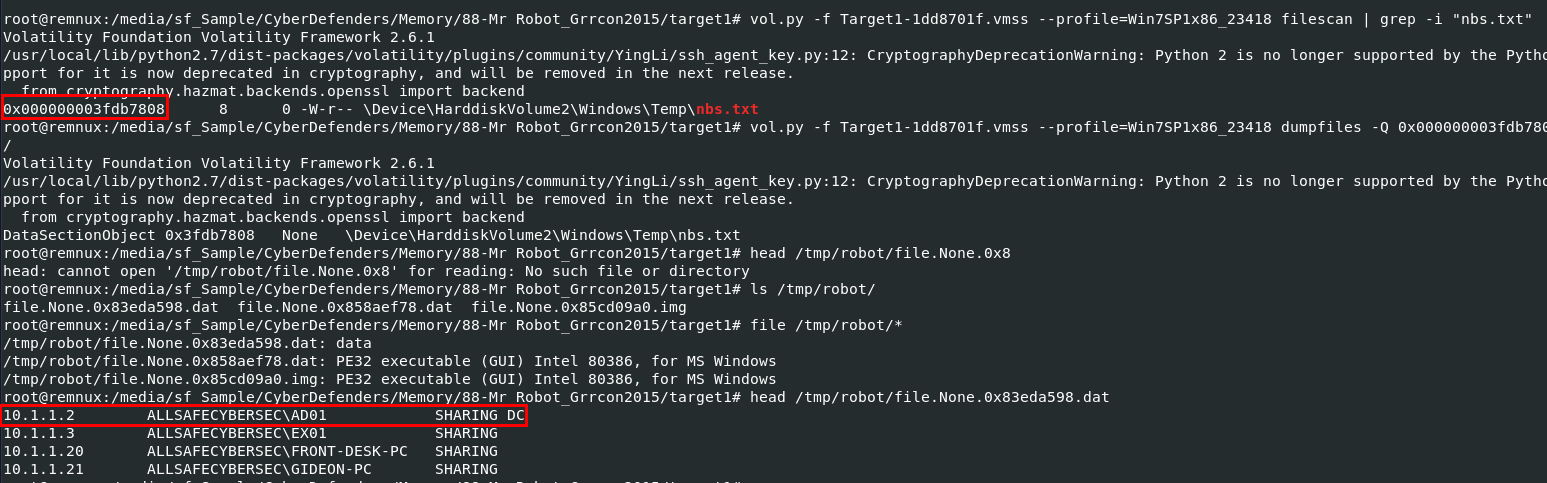 root@remnux:/media/sf_Sample/CyberDefenders/Memory/88-Mr Robot_Grrcon2015/target1# vol.py -f Target1-1dd8701f.vmss --profile=Win7SP1x86_23418 filescan | grep -i "nbs.txt"
Volatility Foundation Volatility Framework 2.6.1
/usr/local/lib/python2.7/dist-packages/volatility/plugins/community/YingLi/ssh_agent_key.py:12: CryptographyDeprecationWarning: Python 2 is no longer supported by the Pytho
pport for it is now deprecated in cryptography, and will be removed in the next release.
  from cryptography.hazmat.backends.openssl import backend
0x000000003fdb7808      8      0 -W-r-- \Device\HarddiskVolume2\Windows\Temp\nbs.txt
root@remnux:/media/sf_Sample/CyberDefenders/Memory/88-Mr Robot_Grrcon2015/target1# vol.py -f Target1-1dd8701f.vmss --profile=Win7SP1x86_23418 dumpfiles -Q 0x000000003fdb780
/
Volatility Foundation Volatility Framework 2.6.1
/usr/local/lib/python2.7/dist-packages/volatility/plugins/community/YingLi/ssh_agent_key.py:12: CryptographyDeprecationWarning: Python 2 is no longer supported by the Pytho
pport for it is now deprecated in cryptography, and will be removed in the next release.
  from cryptography.hazmat.backends.openssl import backend
DataSectionObject 0x3fdb7808   None   \Device\HarddiskVolume2\Windows\Temp\nbs.txt
root@remnux:/media/sf_Sample/CyberDefenders/Memory/88-Mr Robot_Grrcon2015/target1# head /tmp/robot/file.None.0x8
head: cannot open '/tmp/robot/file.None.0x8' for reading: No such file or directory
root@remnux:/media/sf_Sample/CyberDefenders/Memory/88-Mr Robot_Grrcon2015/target1# ls /tmp/robot/
file.None.0x83eda598.dat  file.None.0x858aef78.dat  file.None.0x85cd09a0.img
root@remnux:/media/sf_Sample/CyberDefenders/Memory/88-Mr Robot_Grrcon2015/target1# file /tmp/robot/*
/tmp/robot/file.None.0x83eda598.dat: data
/tmp/robot/file.None.0x858aef78.dat: PE32 executable (GUI) Intel 80386, for MS Windows
/tmp/robot/file.None.0x85cd09a0.img: PE32 executable (GUI) Intel 80386, for MS Windows
root@remnux:/media/sf_Sample/CyberDefenders/Memory/88-Mr Robot_Grrcon2015/target1# head /tmp/robot/file.None.0x83eda598.dat
10.1.1.2        ALLSAFECYBERSEC\AD01            SHARING DC
10.1.1.3        ALLSAFECYBERSEC\EX01            SHARING
10.1.1.20       ALLSAFECYBERSEC\FRONT-DESK-PC   SHARING
10.1.1.21       ALLSAFECYBERSEC\GIDEON-PC       SHARING